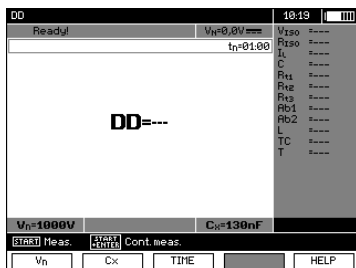 DD 10:19
Ready! VN=0,0V
tn=01:00
VISO =---
RISO =---
IL =---
C =---
Rt1 =---
Rt2 =---
Rt3 =---
Ab1 =---
Ab2 =---
L =---
TC =---
T =---
DD=---
Vn=1000V Cx=130nF
START Meas. START +ENTER Cont. meas.
Vn Cx TIME HELP